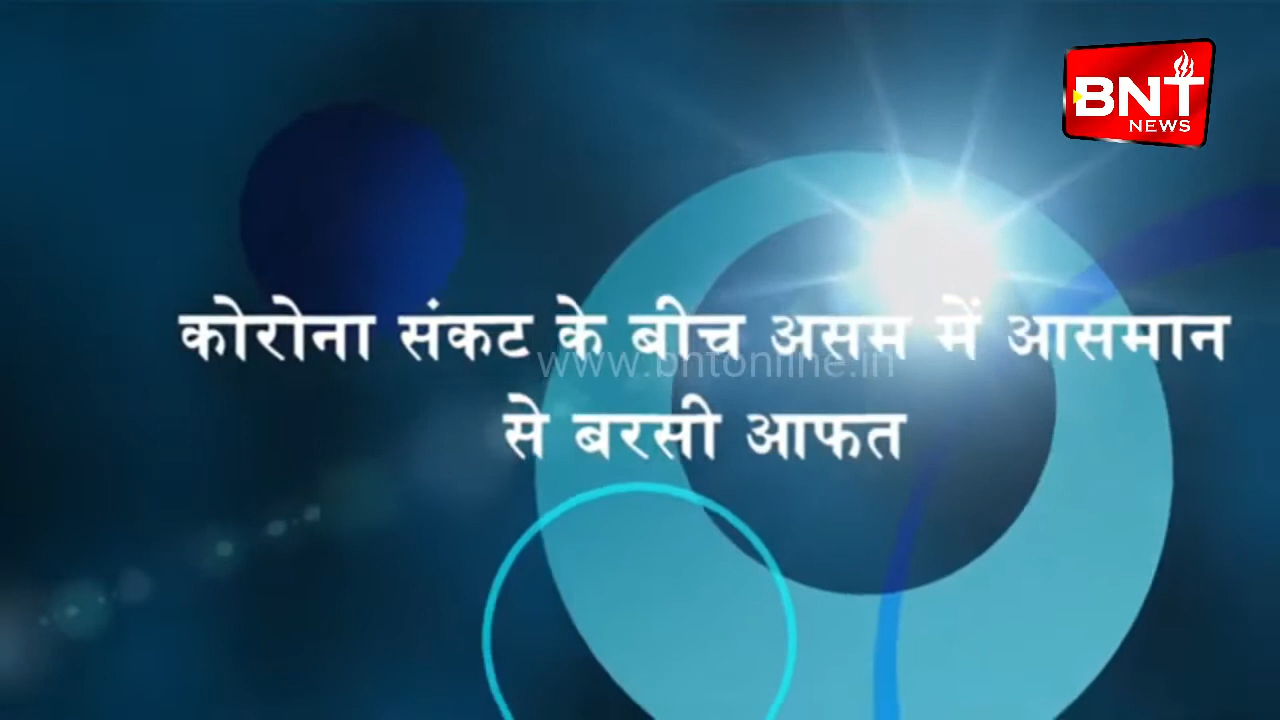 BNT
NEWS
कोरोना संकट के बीच असम में आसमान
www.bntonline.in
से बरसी आफत